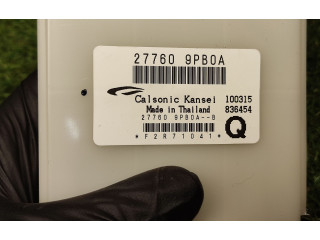 27760 9PB0A
Calsonic Kansei 100315
Made in Thailand 836454
27760 9PB0A--B
*F2R71041*
Q